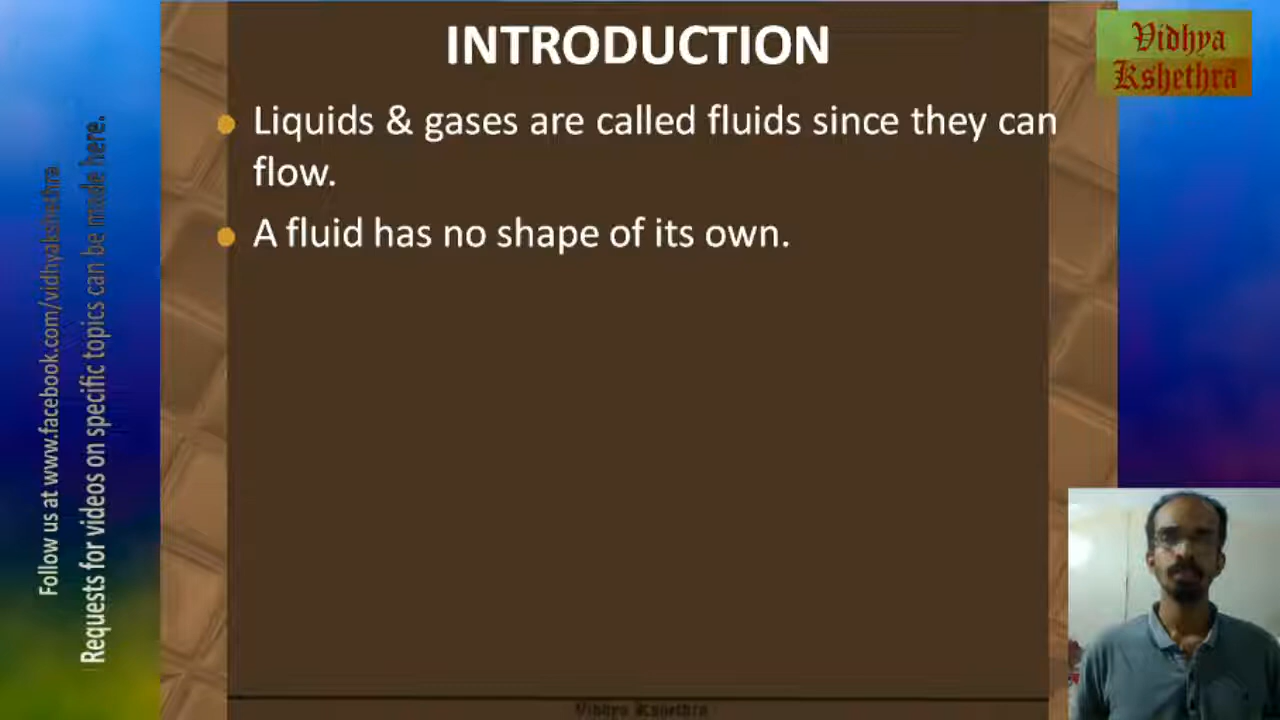 INTRODUCTION
Vidhya
Kshethra
Liquids & gases are called fluids since they can
flow.
A fluid has no shape of its own.
Follow us at www.facebook.com/vidhyakshethra
Requests for videos on specific topics can be made here.
Vidhya Kshethra